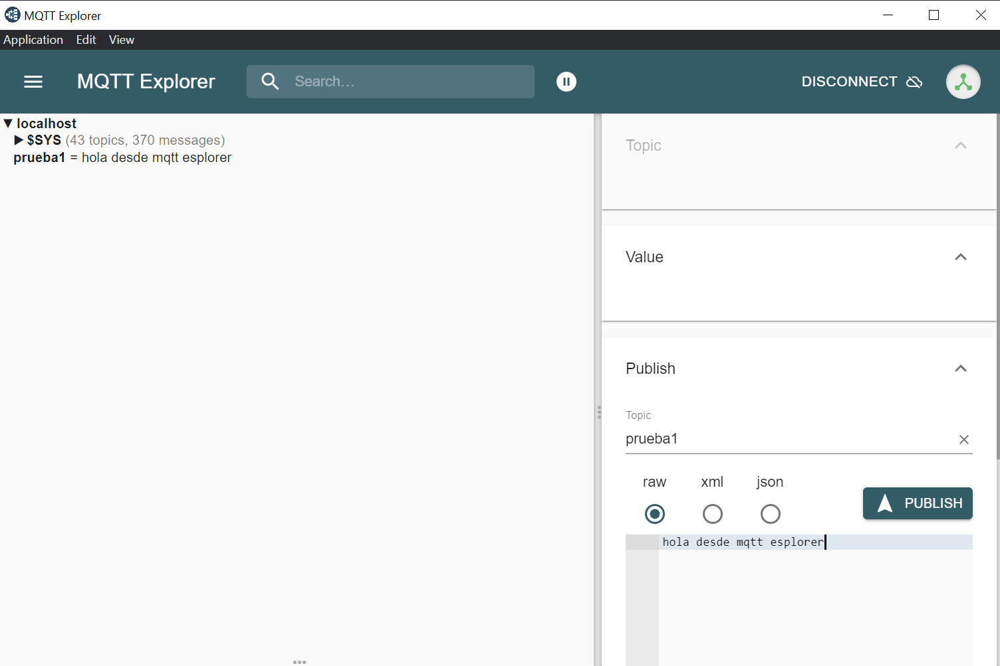 MQTT Explorer
Application Edit View
MQTT Explorer Search... DISCONNECT
localhost
$SYS (43 topics, 370 messages)
prueba1 = hola desde mqtt esplorer
Topic
Value
Publish
Topic
prueba1
raw xml json
PUBLISH
hola desde mqtt esplorer